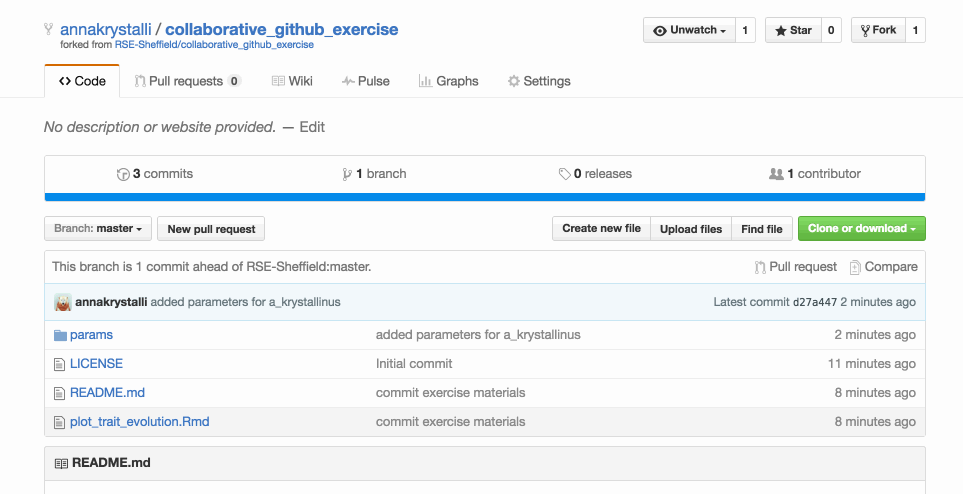 annakrystalli / collaborative_github_exercise Unwatch 1 Star 0 Fork 1
forked from RSE-Sheffield/collaborative_github_exercise
Code Pull requests 0 Wiki Pulse Graphs Settings
No description or website provided. — Edit
3 commits 1 branch 0 releases 1 contributor
Branch: master New pull request Create new file Upload files Find file Clone or download
This branch is 1 commit ahead of RSE-Sheffield:master. Pull request Compare
annakrystalli added parameters for a_krystallinus Latest commit d27a447 2 minutes ago
params added parameters for a_krystallinus 2 minutes ago
LICENSE Initial commit 11 minutes ago
README.md commit exercise materials 8 minutes ago
plot_trait_evolution.Rmd commit exercise materials 8 minutes ago
README.md